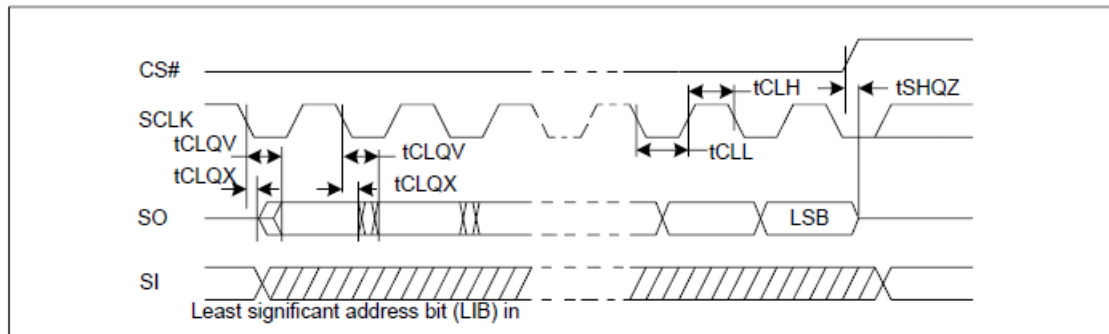 CS#
tCLH
tSHQZ
SCLK
tCLQV
tCLQV
tCLL
tCLQX
tCLQX
SO
LSB
SI
Least significant address bit (LIB) in